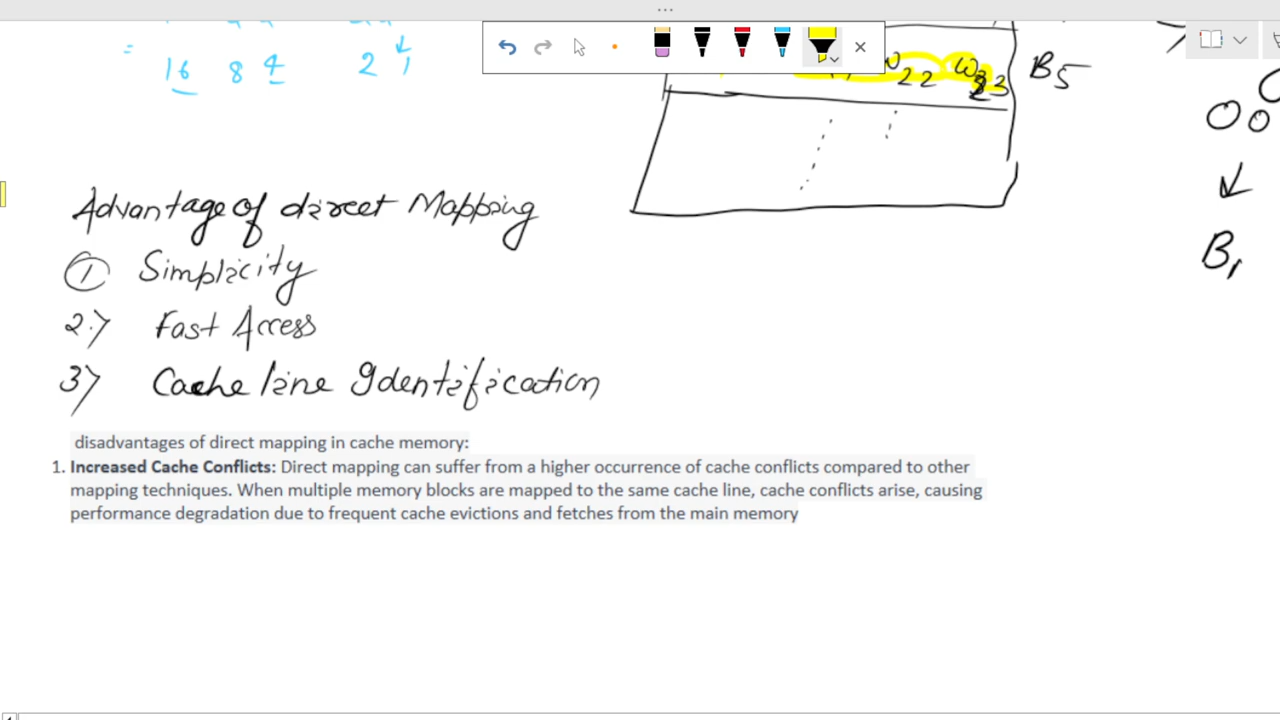 =
16 8 4 2 1
22 W
23 B5
00
B1
Advantage of direct Mapping
① Simplicity
2.) Fast Access
3) Cache line Identification
disadvantages of direct mapping in cache memory:
1. Increased Cache Conflicts: Direct mapping can suffer from a higher occurrence of cache conflicts compared to other
mapping techniques. When multiple memory blocks are mapped to the same cache line, cache conflicts arise, causing
performance degradation due to frequent cache evictions and fetches from the main memory